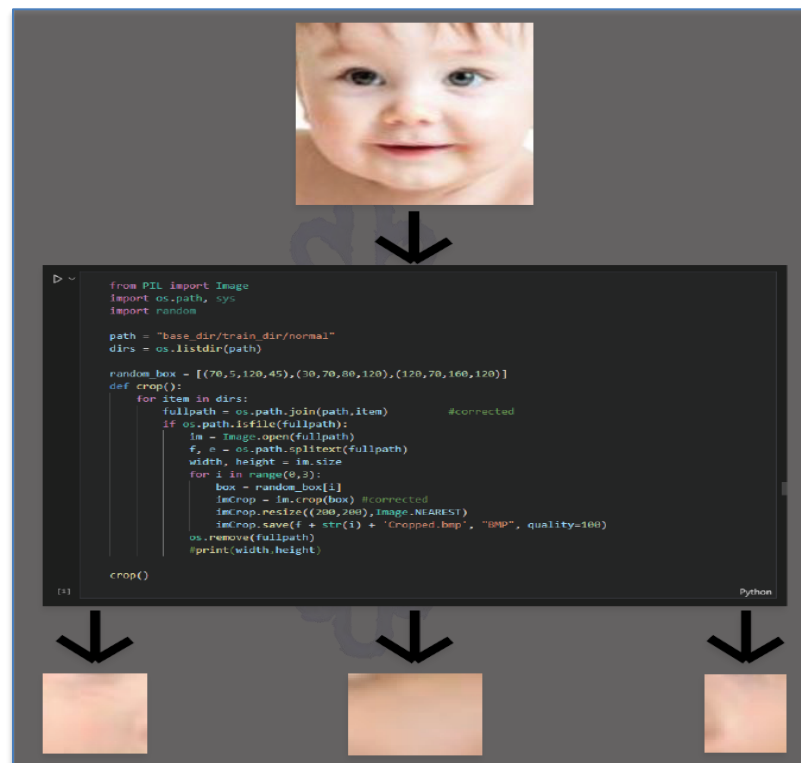 from PIL import Image
import os.path, sys
import random
path = "base_dir/train_dir/normal"
dirs = os.listdir(path)
random_box = [(70,5,120,45),(30,70,80,120),(120,70,160,120)]
def crop():
    for item in dirs:
        fullpath = os.path.join(path,item)         #corrected
        if os.path.isfile(fullpath):
            im = Image.open(fullpath)
            f, e = os.path.splitext(fullpath)
            width, height = im.size
            for i in range(0,3):
                box = random_box[i]
                imCrop = im.crop(box) #corrected
                imCrop.resize((200,200),Image.NEAREST)
                imCrop.save(f + str(i) + 'Cropped.bmp', "BMP", quality=100)
            os.remove(fullpath)
            #print(width,height)
crop()
[1]
Python